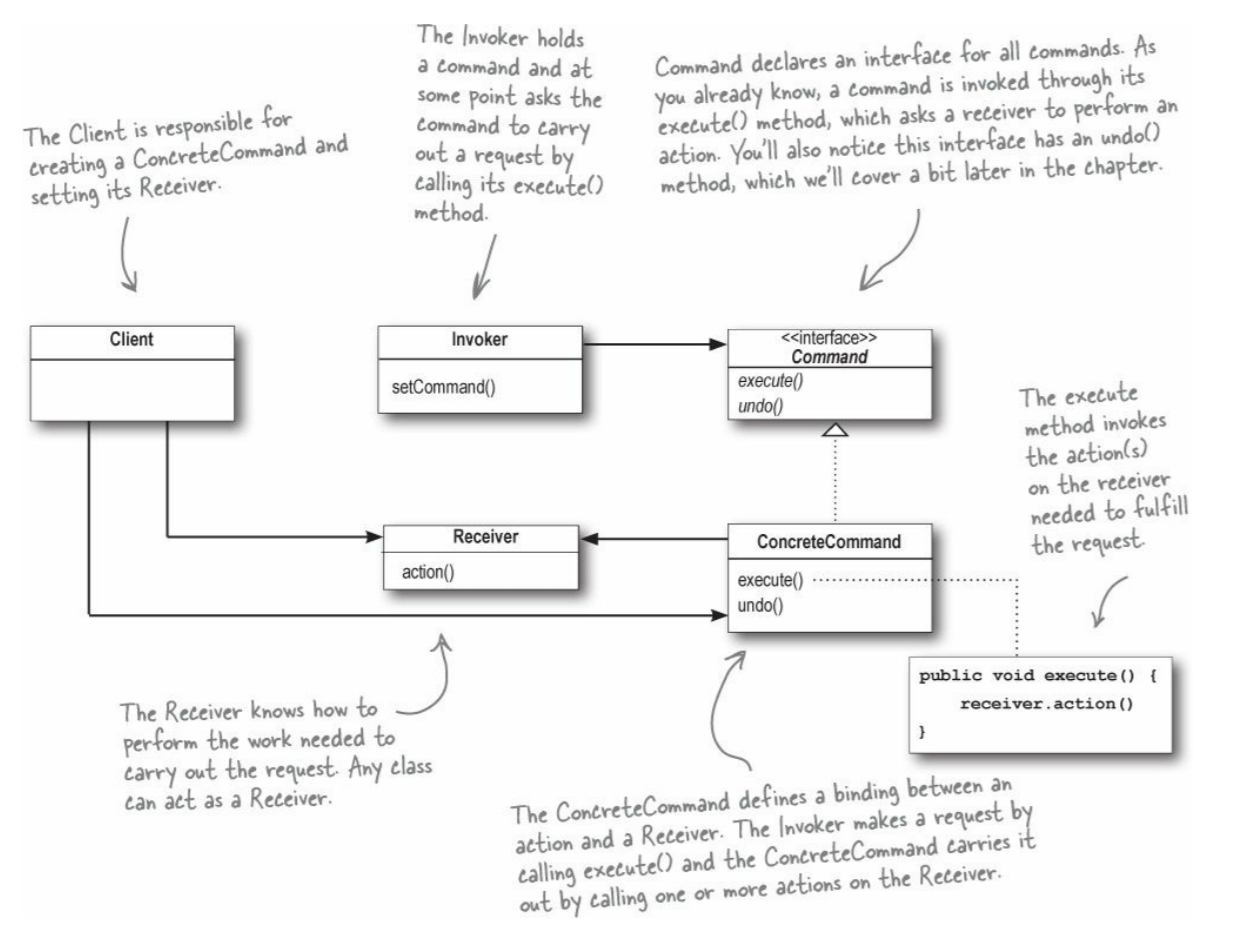 The Client is responsible for
creating a ConcreteCommand and
setting its Receiver.
The Invoker holds
a command and at
some point asks the
command to carry
out a request by
calling its execute()
method.
Command declares an interface for all commands. As
you already know, a command is invoked through its
execute() method, which asks a receiver to perform an
action. You'll also notice this interface has an undo()
method, which we'll cover a bit later in the chapter.
Client
Invoker
setCommand()
<<interface>>
Command
execute()
undo()
The execute
method invokes
the action(s)
on the receiver
needed to fulfill
the request.
Receiver
action()
ConcreteCommand
execute()
undo()
public void execute() {
receiver.action()
}
The Receiver knows how to
perform the work needed to
carry out the request. Any class
can act as a Receiver.
The ConcreteCommand defines a binding between an
action and a Receiver. The Invoker makes a request by
calling execute() and the ConcreteCommand carries it
out by calling one or more actions on the Receiver.